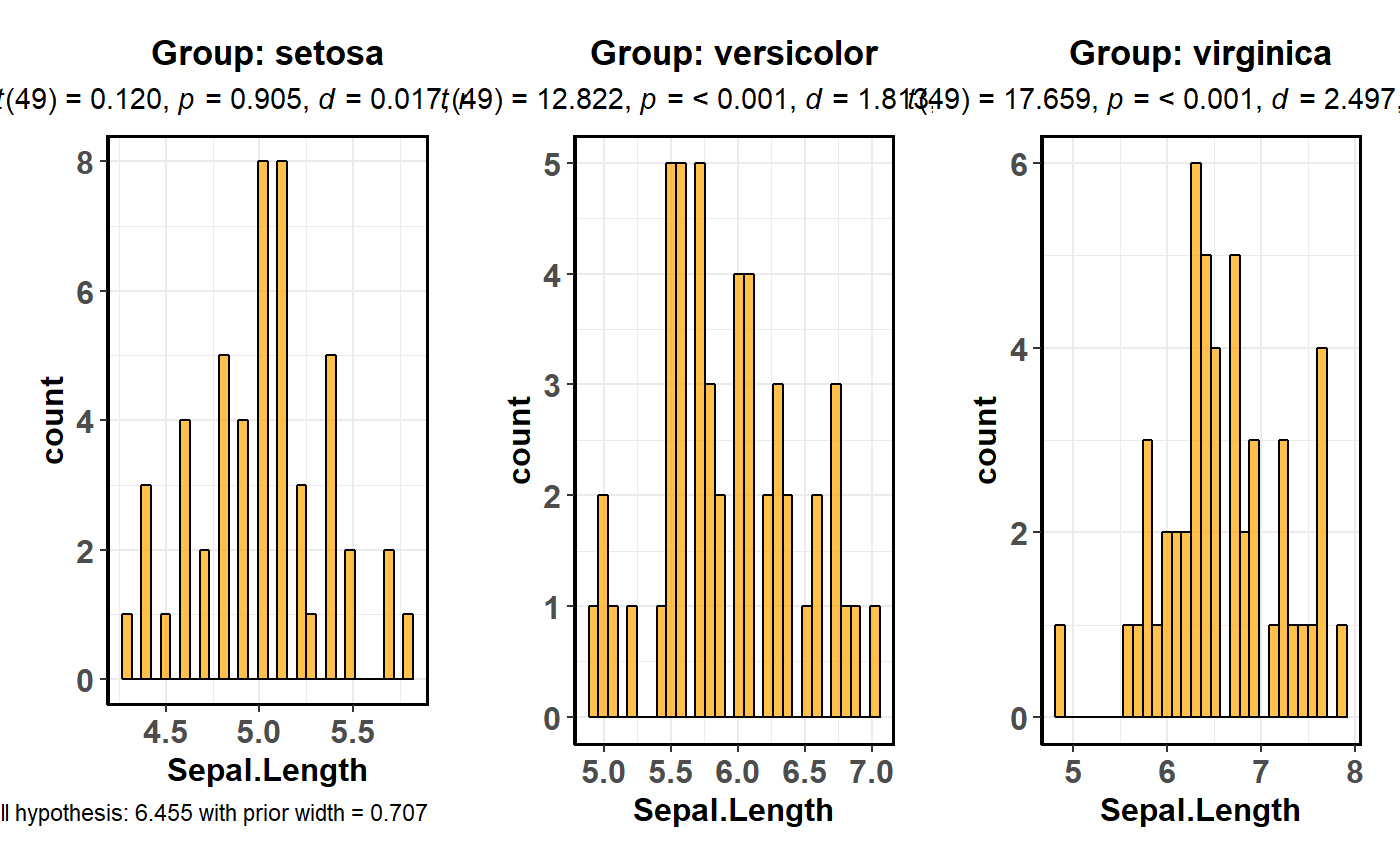 Group: setosa
t(49) = 0.120, p = 0.905, d = 0.017,
8
6
4
2
0
count
4.5 5.0 5.5
Sepal.Length
hypothesis: 6.455 with prior width = 0.707
Group: versicolor
t(49) = 12.822, p = < 0.001, d = 1.813,
5
4
3
2
1
0
count
5.0 5.5 6.0 6.5 7.0
Sepal.Length
Group: virginica
t(49) = 17.659, p = < 0.001, d = 2.497,
6
4
2
0
count
5 6 7 8
Sepal.Length